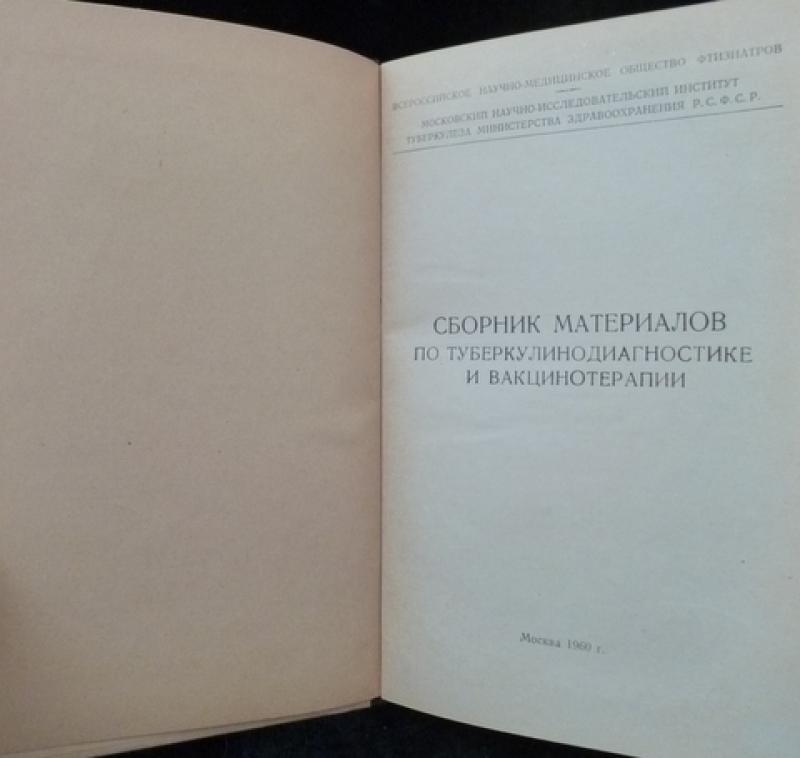 ВСЕРОССИЙСКОЕ НАУЧНО-МЕДИЦИНСКОЕ ОБЩЕСТВО ФТИЗИАТРОВ
МОСКОВСКИЙ НАУЧНО-ИССЛЕДОВАТЕЛЬСКИЙ ИНСТИТУТ
ТУБЕРКУЛЕЗА МИНИСТЕРСТВА ЗДРАВООХРАНЕНИЯ Р.С.Ф.С.Р.
СБОРНИК МАТЕРИАЛОВ
ПО ТУБЕРКУЛИНОДИАГНОСТИКЕ
И ВАКЦИНОТЕРАПИИ
Москва 1960 г.